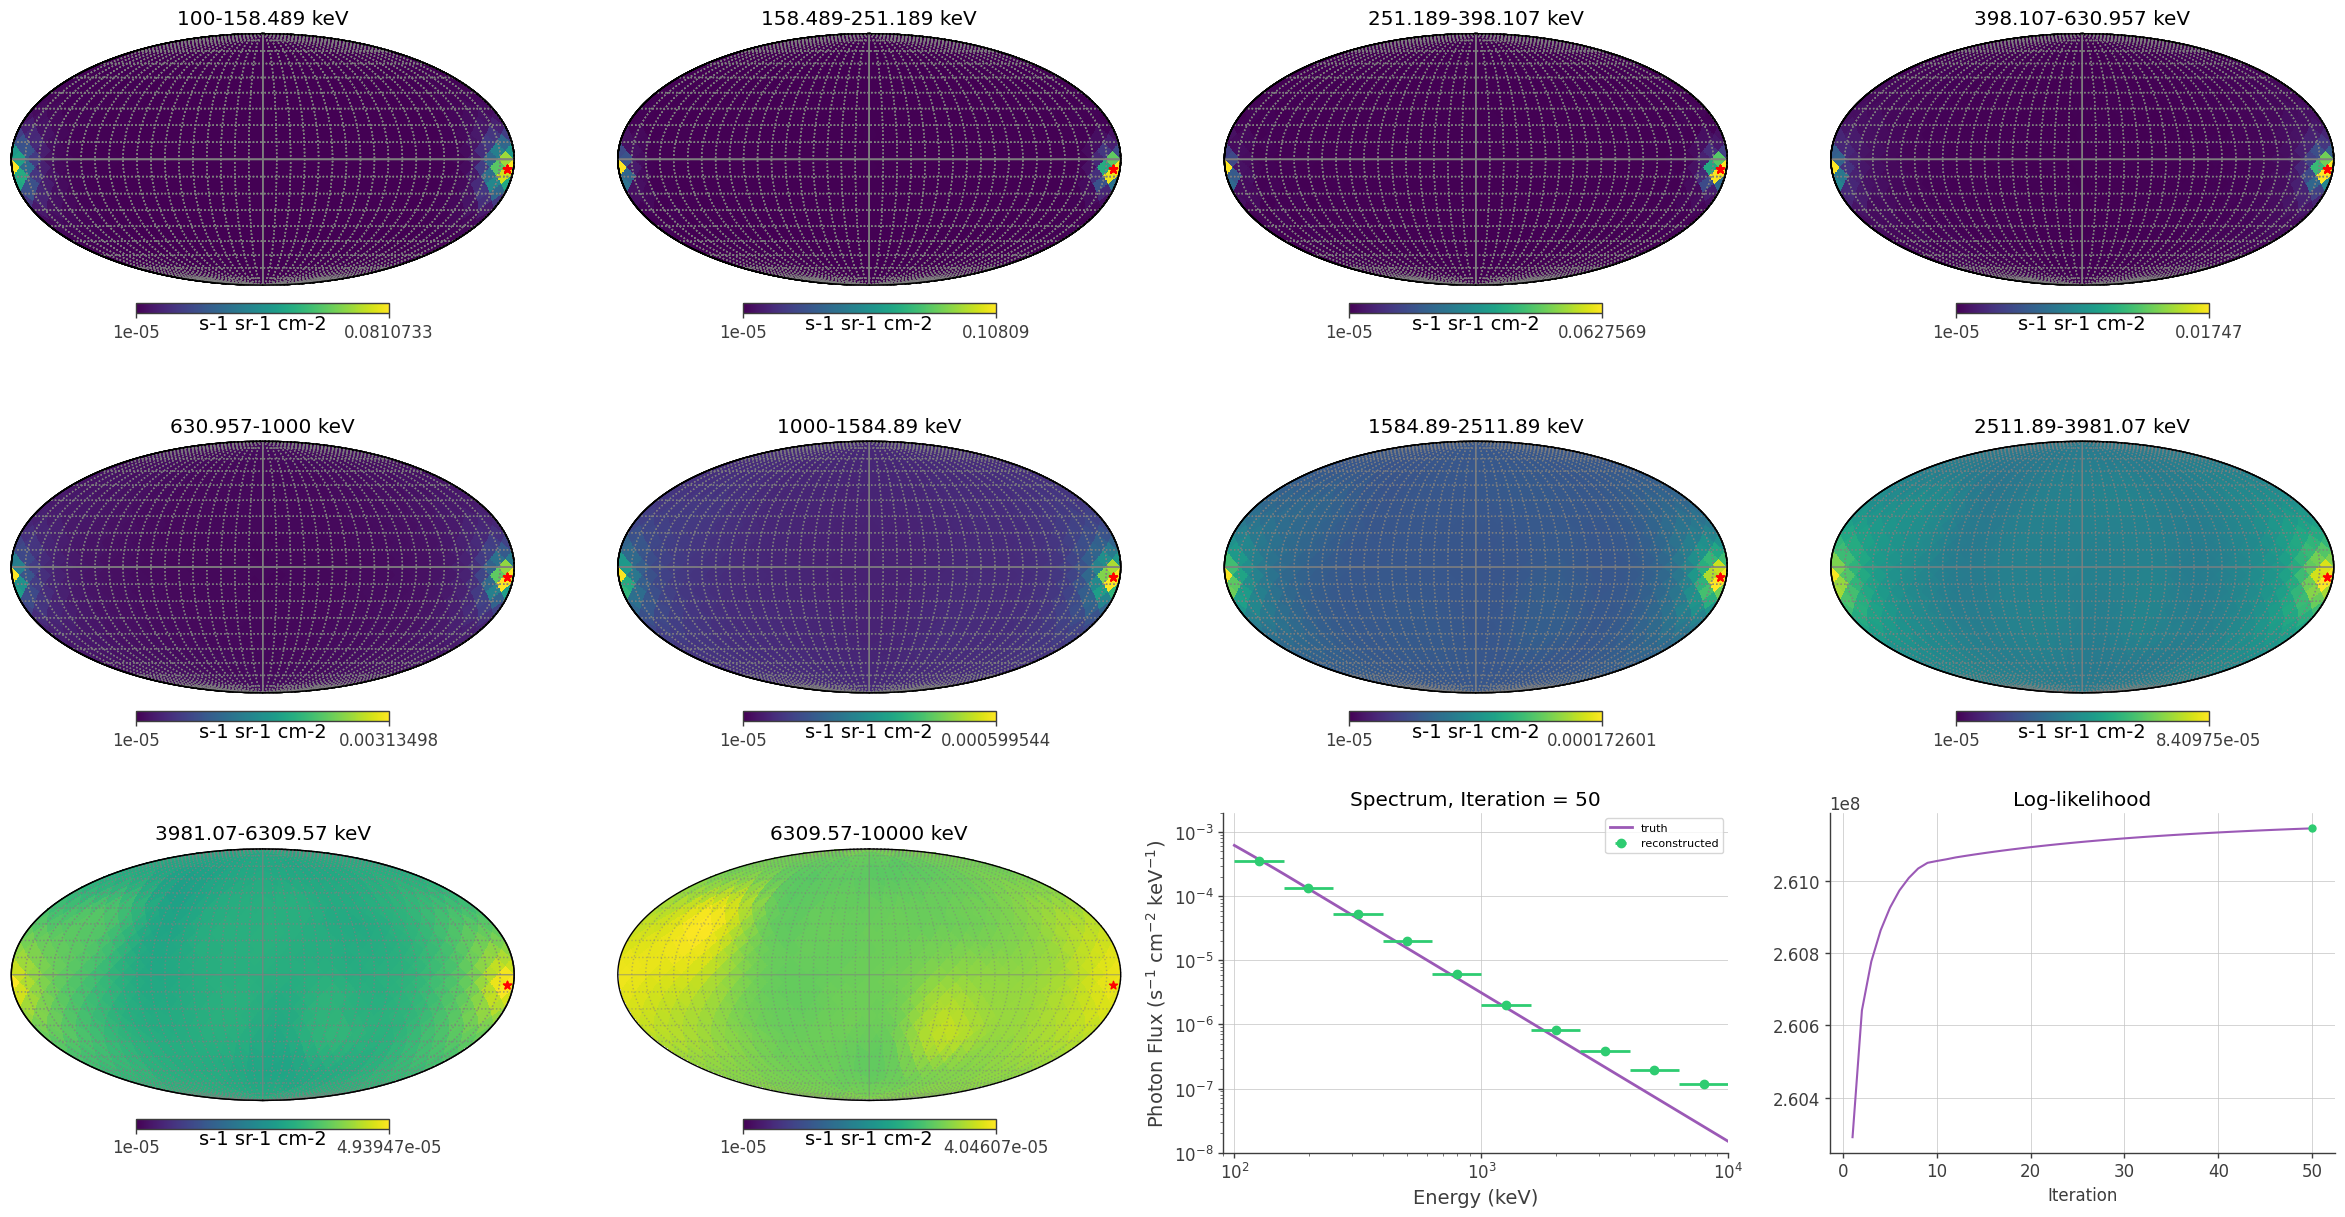 100-158.489 keV
158.489-251.189 keV
251.189-398.107 keV
398.107-630.957 keV
s-1 sr-1 cm-2
1e-05
0.0810733
s-1 sr-1 cm-2
1e-05
0.10809
s-1 sr-1 cm-2
1e-05
0.0627569
s-1 sr-1 cm-2
1e-05
0.01747
630.957-1000 keV
1000-1584.89 keV
1584.89-2511.89 keV
2511.89-3981.07 keV
s-1 sr-1 cm-2
1e-05
0.00313498
s-1 sr-1 cm-2
1e-05
0.000599544
s-1 sr-1 cm-2
1e-05
0.000172601
s-1 sr-1 cm-2
1e-05
8.40975e-05
3981.07-6309.57 keV
s-1 sr-1 cm-2
1e-05
4.93947e-05
6309.57-10000 keV
s-1 sr-1 cm-2
1e-05
4.04607e-05
Spectrum, Iteration = 50
truth
reconstructed
Photon Flux (s⁻¹ cm⁻² keV⁻¹)
10⁻³
10⁻⁴
10⁻⁵
10⁻⁶
10⁻⁷
10⁻⁸
10²
10³
10⁴
Energy (keV)
Log-likelihood
1e8
2.610
2.608
2.606
2.604
0
10
20
30
40
50
Iteration